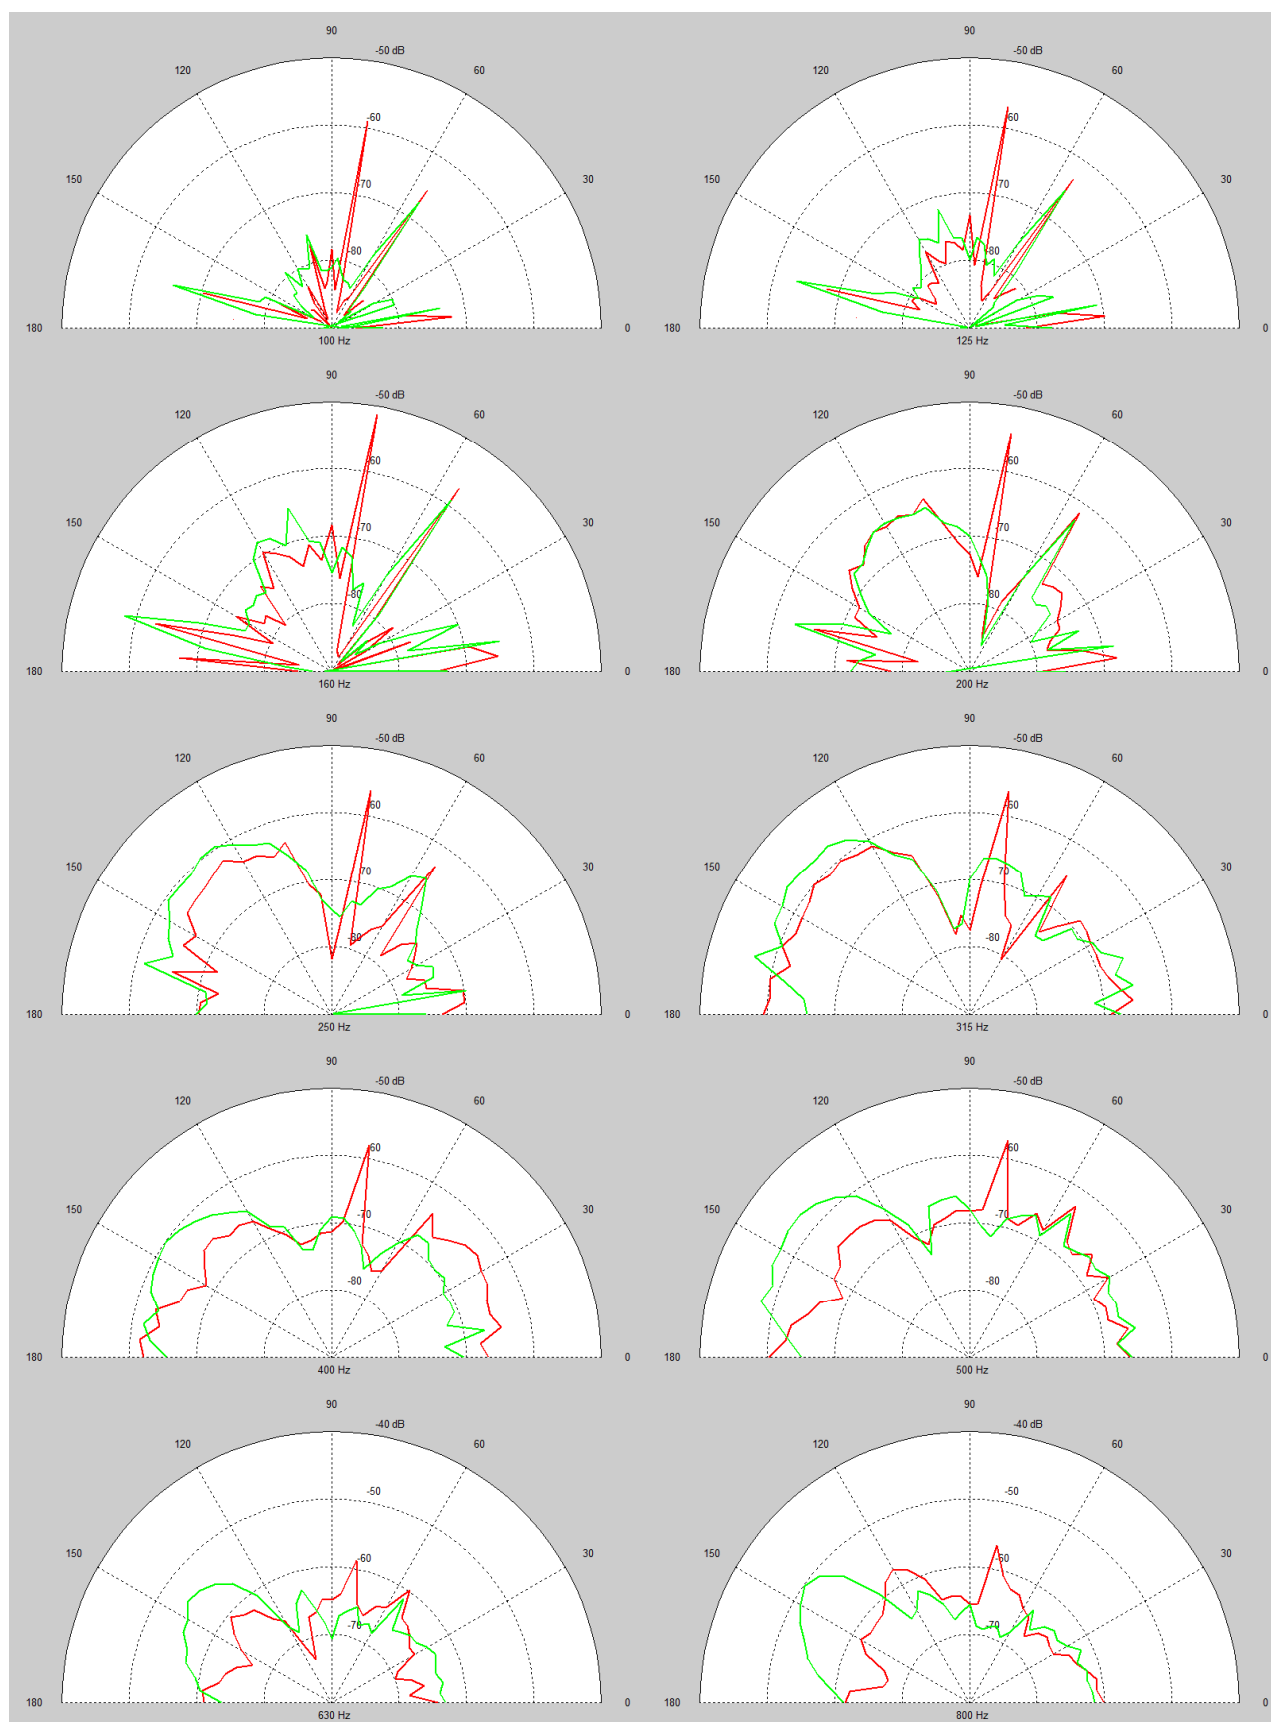 90 90
-50 dB -50 dB
120 60 120 60
-60 -60
150 -70 30 150 -70 30
-80 -80
180 0 180 0
100 Hz 125 Hz
90 90
-50 dB -50 dB
120 60 120 60
-60 -60
150 -70 30 150 -70 30
-80 -80
180 0 180 0
160 Hz 200 Hz
90 90
-50 dB -50 dB
120 60 120 60
-60 -60
150 -70 30 150 -70 30
-80 -80
180 0 180 0
250 Hz 315 Hz
90 90
-50 dB -50 dB
120 60 120 60
-60 -60
150 -70 30 150 -70 30
-80 -80
180 0 180 0
400 Hz 500 Hz
90 90
-40 dB -40 dB
120 60 120 60
-50 -50
150 -60 30 150 -60 30
-70 -70
180 0 180 0
630 Hz 800 Hz